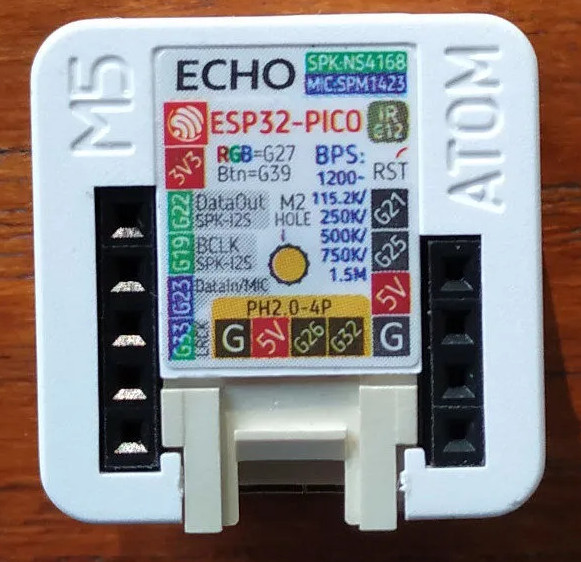 M5
ATOM
ECHO
SPK:NS4168
MIC:SPM1423
ESP32-PICO
IR
G12
3V3
RGB=G27
Btn=G39
BPS:
1200~
115.2K/
250K/
500K/
750K/
1.5M
RST
G22
DataOut
SPK-I2S
M2
HOLE
G21
G19
BCLK
SPK-I2S
G25
G23
DataIn/MIC
5V
G33
LRCK
PH2.0-4P
G
5V
G26
G32
G